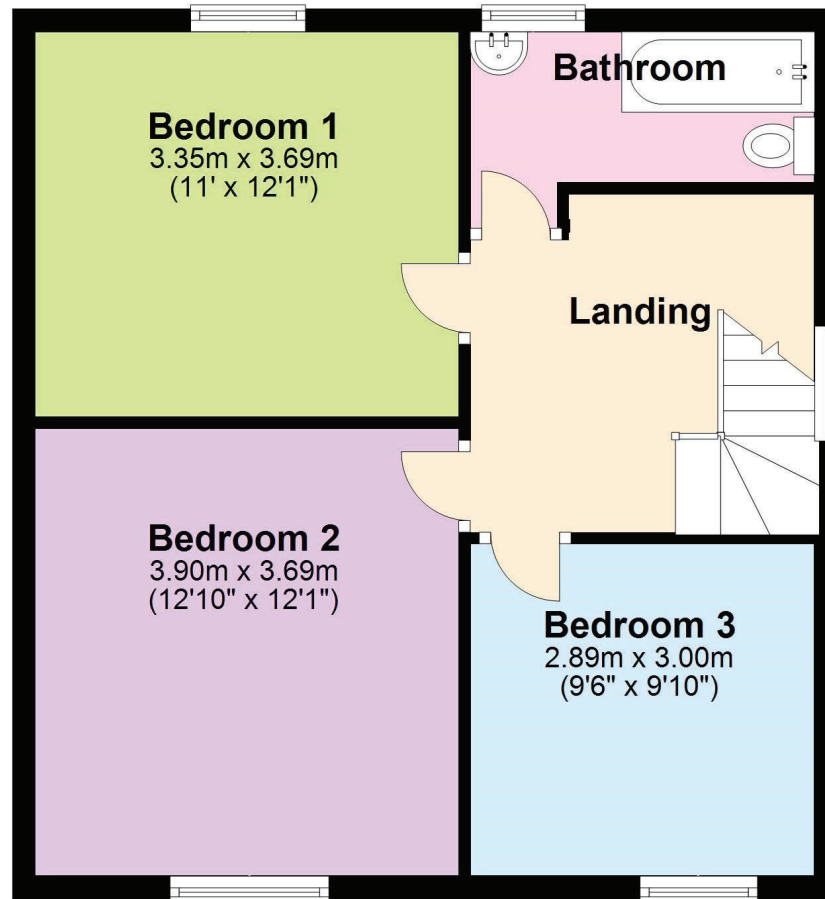 Bedroom 1
3.35m x 3.69m
(11' x 12'1")
Bathroom
Landing
Bedroom 2
3.90m x 3.69m
(12'10" x 12'1")
Bedroom 3
2.89m x 3.00m
(9'6" x 9'10")